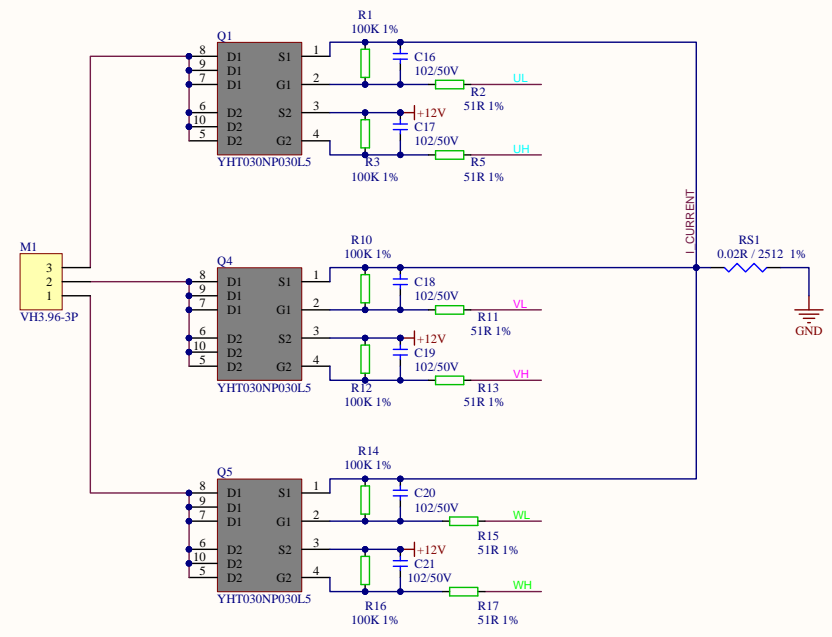 R1
100K 1%
Q1
8 D1 S1 1
9 D1
7 D1 G1 2
6 D2 S2 3
10 D2
5 D2 G2 4
YHT030NP030L5
C16
102/50V
UL
R2
51R 1%
+12V
C17
102/50V
UH
R3
100K 1%
R5
51R 1%
I_CURRENT
M1
3
2
1
VH3.96-3P
RS1
0.02R / 2512 1%
GND
R10
100K 1%
Q4
8 D1 S1 1
9 D1
7 D1 G1 2
6 D2 S2 3
10 D2
5 D2 G2 4
YHT030NP030L5
C18
102/50V
VL
R11
51R 1%
+12V
C19
102/50V
VH
R12
100K 1%
R13
51R 1%
R14
100K 1%
Q5
8 D1 S1 1
9 D1
7 D1 G1 2
6 D2 S2 3
10 D2
5 D2 G2 4
YHT030NP030L5
C20
102/50V
WL
R15
51R 1%
+12V
C21
102/50V
WH
R16
100K 1%
R17
51R 1%